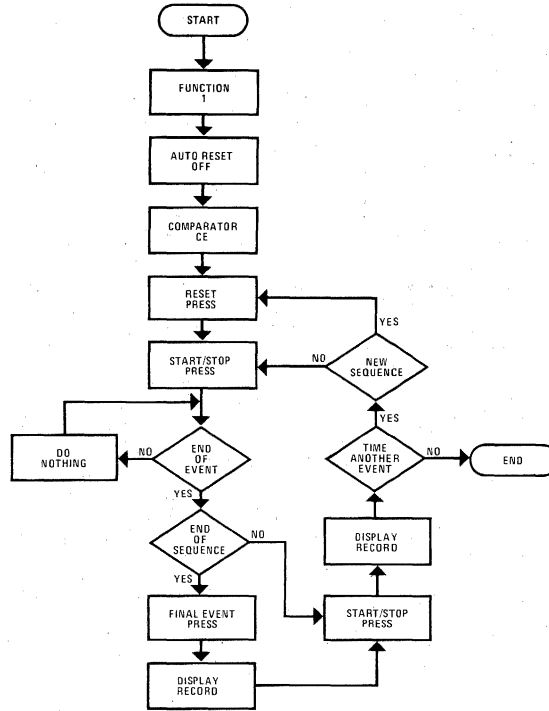 START
FUNCTION
1
AUTO RESET
OFF
COMPARATOR
CE
RESET
PRESS
YES
START/STOP
PRESS
NO
NEW
SEQUENCE
YES
DO
NOTHING
NO
END
OF
EVENT
TIME
ANOTHER
EVENT
NO
END
YES
END
OF
SEQUENCE
NO
DISPLAY
RECORD
YES
FINAL EVENT
PRESS
START/STOP
PRESS
DISPLAY
RECORD